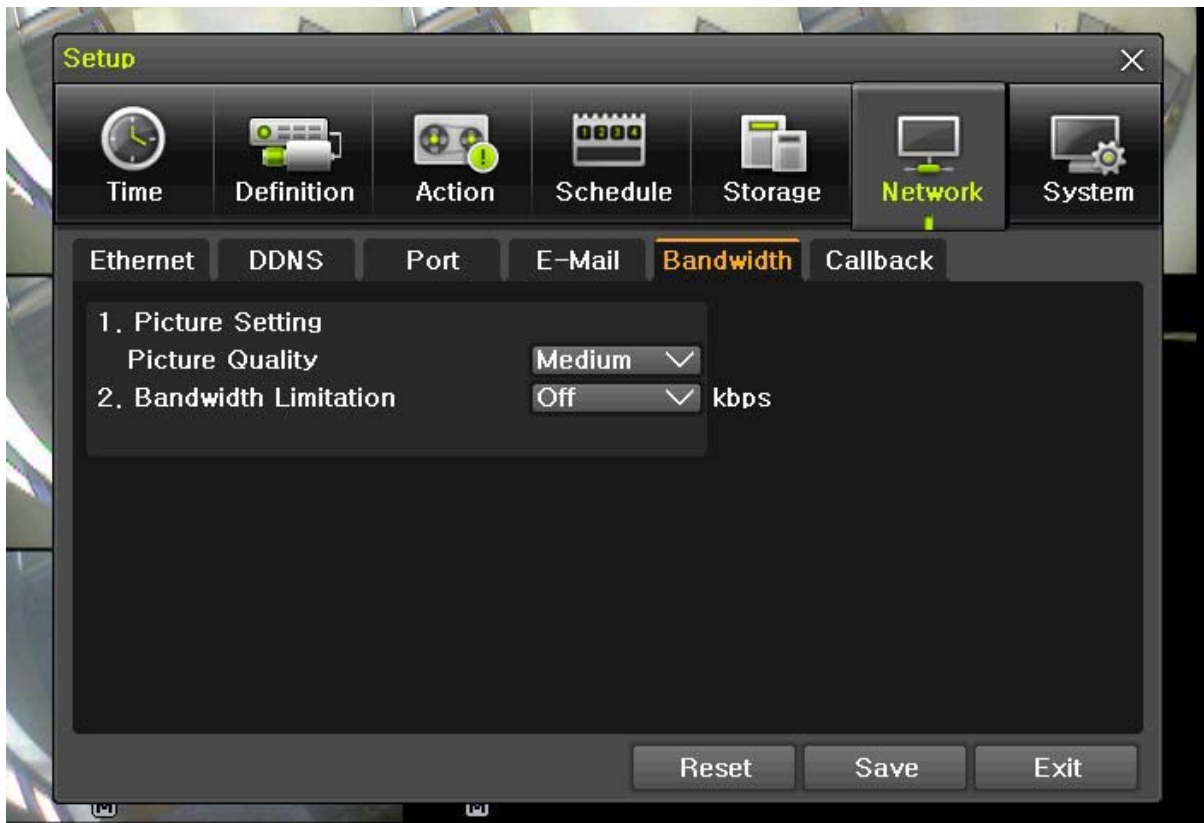 Setup
Time Definition Action Schedule Storage Network System
Ethernet DDNS Port E-Mail Bandwidth Callback
1. Picture Setting
Picture Quality Medium
2. Bandwidth Limitation Off kbps
Reset Save Exit
M M